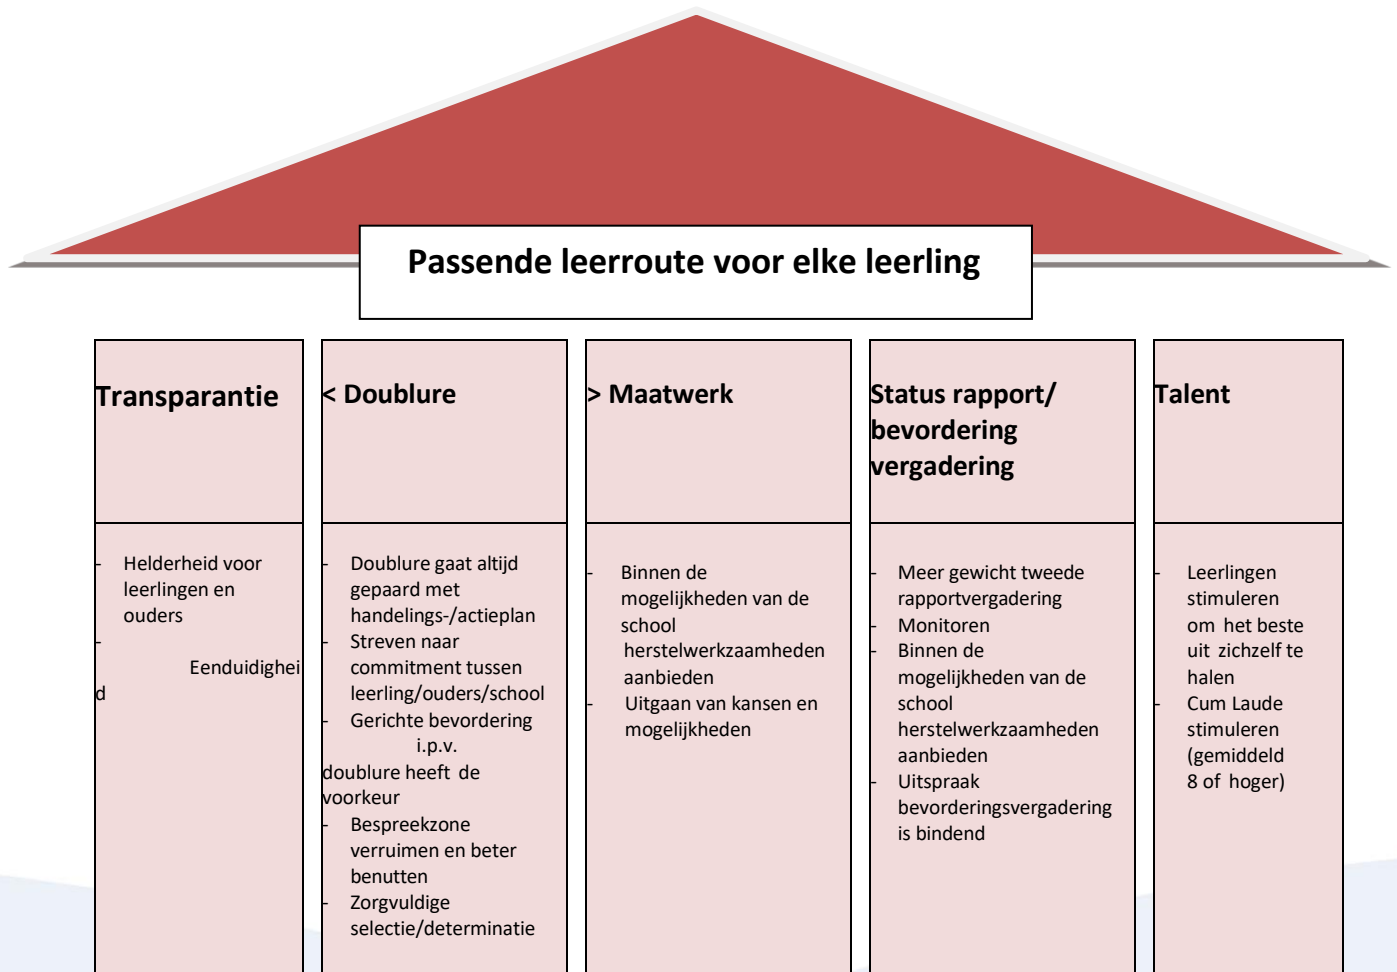 Passende leerroute voor elke leerling
Transparantie
- Helderheid voor
leerlingen en
ouders
-
Eenduidighei
d
< Doublure
- Doublure gaat altijd
gepaard met
handelings-/actieplan
- Streven naar
commitment tussen
leerling/ouders/school
- Gerichte bevordering
i.p.v.
doublure heeft de
voorkeur
- Bespreekzone
verruimen en beter
benutten
- Zorgvuldige
selectie/determinatie
> Maatwerk
- Binnen de
mogelijkheden van de
school
herstelwerkzaamheden
aanbieden
- Uitgaan van kansen en
mogelijkheden
Status rapport/
bevordering
vergadering
- Meer gewicht tweede
rapportvergadering
- Monitoren
- Binnen de
mogelijkheden van de
school
herstelwerkzaamheden
aanbieden
- Uitspraak
bevorderingsvergadering
is bindend
Talent
- Leerlingen
stimuleren
om het beste
uit zichzelf te
halen
- Cum Laude
stimuleren
(gemiddeld
8 of hoger)